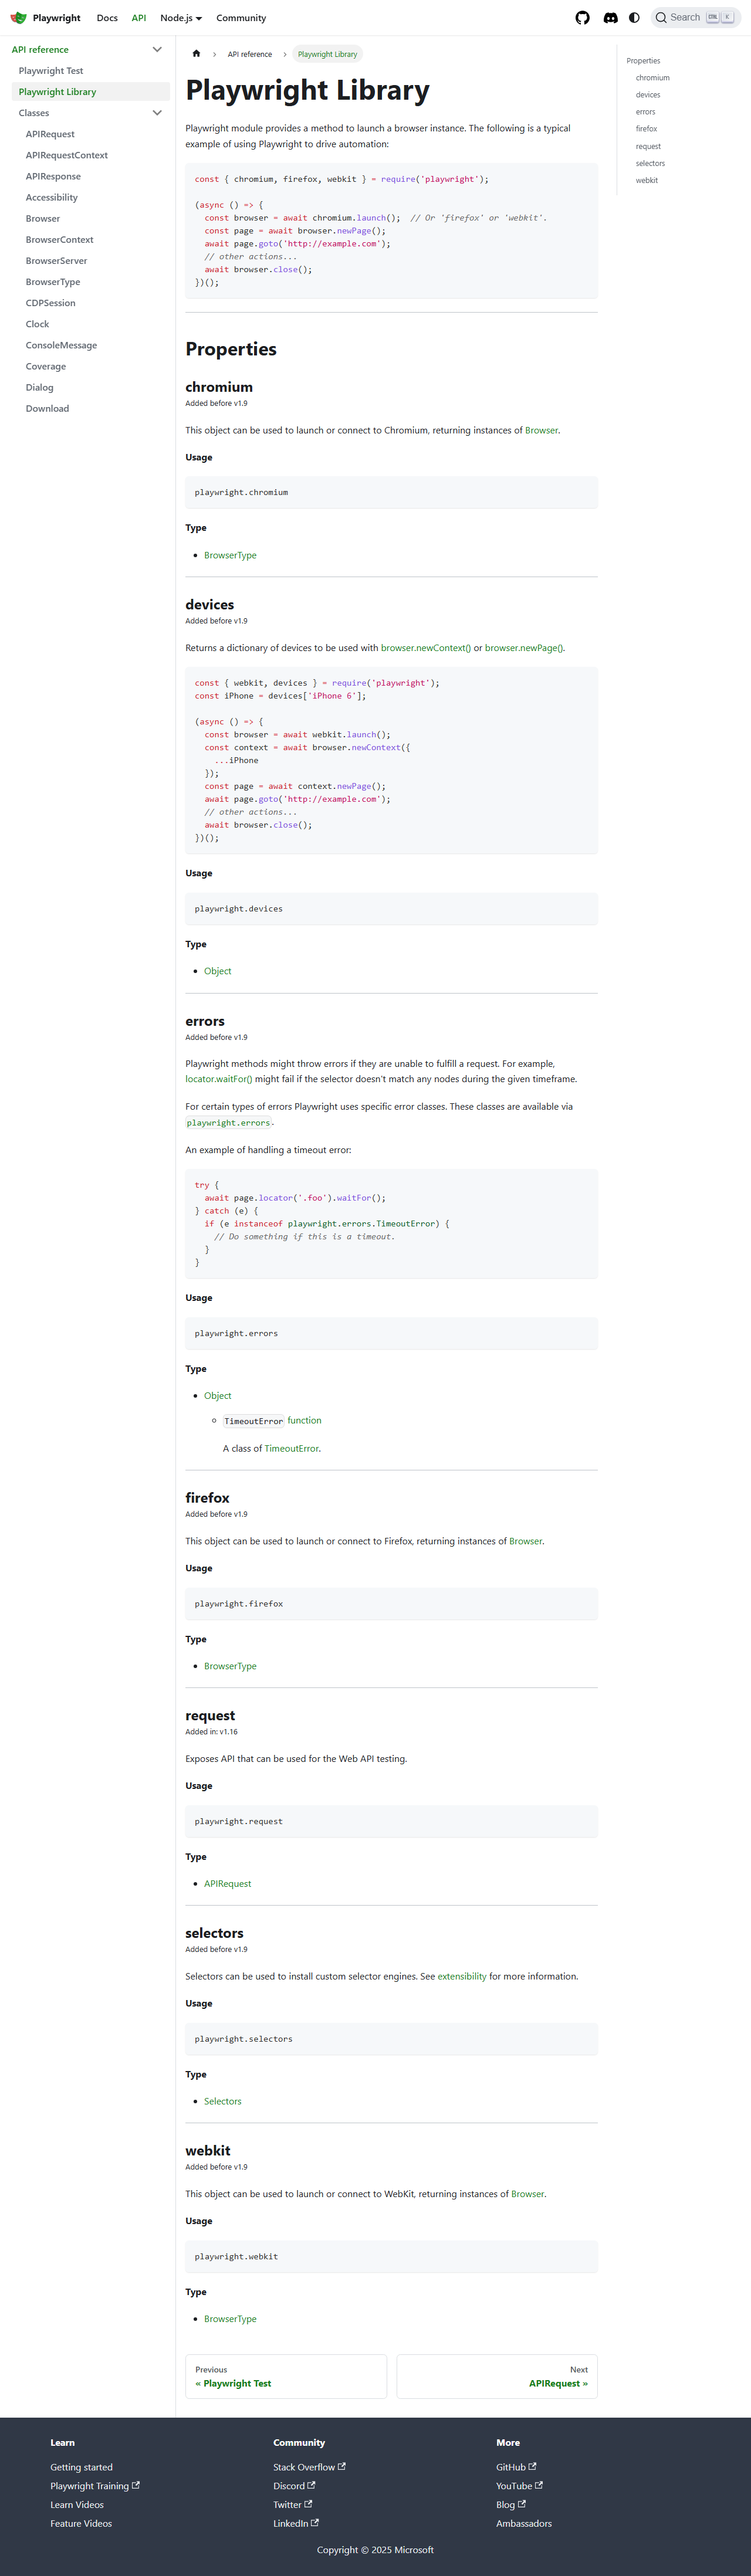 Playwright Docs API Node.js Community Search CTRL K
API reference
Playwright Test
Playwright Library
Classes
APIRequest
APIRequestContext
APIResponse
Accessibility
Browser
BrowserContext
BrowserServer
BrowserType
CDPSession
Clock
ConsoleMessage
Coverage
Dialog
Download
API reference Playwright Library
Playwright Library
Playwright module provides a method to launch a browser instance. The following is a typical
example of using Playwright to drive automation:
const { chromium, firefox, webkit } = require('playwright');
(async () => {
  const browser = await chromium.launch();  // Or 'firefox' or 'webkit'.
  const page = await browser.newPage();
  await page.goto('http://example.com');
  // other actions...
  await browser.close();
})();
Properties
chromium
Added before v1.9
This object can be used to launch or connect to Chromium, returning instances of Browser.
Usage
playwright.chromium
Type
• BrowserType
devices
Added before v1.9
Returns a dictionary of devices to be used with browser.newContext() or browser.newPage().
const { webkit, devices } = require('playwright');
const iPhone = devices['iPhone 6'];
(async () => {
  const browser = await webkit.launch();
  const context = await browser.newContext({
    ...iPhone
  });
  const page = await context.newPage();
  await page.goto('http://example.com');
  // other actions...
  await browser.close();
})();
Usage
playwright.devices
Type
• Object
errors
Added before v1.9
Playwright methods might throw errors if they are unable to fulfill a request. For example,
locator.waitFor() might fail if the selector doesn't match any nodes during the given timeframe.
For certain types of errors Playwright uses specific error classes. These classes are available via
playwright.errors.
An example of handling a timeout error:
try {
  await page.locator('.foo').waitFor();
} catch (e) {
  if (e instanceof playwright.errors.TimeoutError) {
    // Do something if this is a timeout.
  }
}
Usage
playwright.errors
Type
• Object
◦ TimeoutError function
A class of TimeoutError.
firefox
Added before v1.9
This object can be used to launch or connect to Firefox, returning instances of Browser.
Usage
playwright.firefox
Type
• BrowserType
request
Added in: v1.16
Exposes API that can be used for the Web API testing.
Usage
playwright.request
Type
• APIRequest
selectors
Added before v1.9
Selectors can be used to install custom selector engines. See extensibility for more information.
Usage
playwright.selectors
Type
• Selectors
webkit
Added before v1.9
This object can be used to launch or connect to WebKit, returning instances of Browser.
Usage
playwright.webkit
Type
• BrowserType
Previous
« Playwright Test
Next
APIRequest »
Properties
chromium
devices
errors
firefox
request
selectors
webkit
Learn
Getting started
Playwright Training
Learn Videos
Feature Videos
Community
Stack Overflow
Discord
Twitter
LinkedIn
More
GitHub
YouTube
Blog
Ambassadors
Copyright © 2025 Microsoft